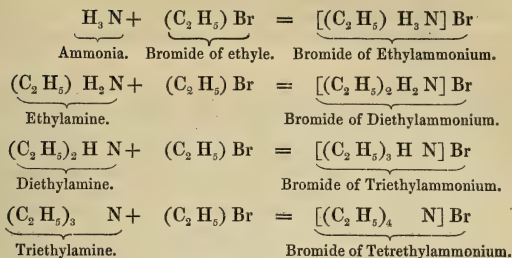 H₃ N + (C₂ H₅) Br = [(C₂ H₅) H₃ N] Br
Ammonia. Bromide of ethyle. Bromide of Ethylammonium.
(C₂ H₅) H₂ N + (C₂ H₅) Br = [(C₂ H₅)₂ H₂ N] Br
Ethylamine. Bromide of Diethylammonium.
(C₂ H₅)₂ H N + (C₂ H₅) Br = [(C₂ H₅)₃ H N] Br
Diethylamine. Bromide of Triethylammonium.
(C₂ H₅)₃ N + (C₂ H₅) Br = [(C₂ H₅)₄ N] Br
Triethylamine. Bromide of Tetrethylammonium.